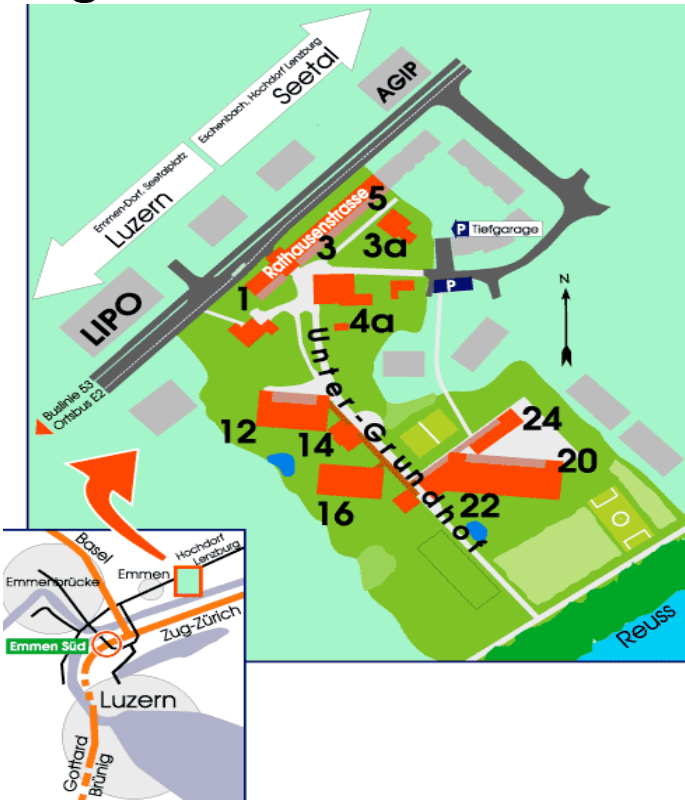 Eschenbach, Hochdorf Lenzburg
Seetal
AGIP
Emmen-Dorf, Seetalplatz
Luzern
Rathausenstrasse
5
3
3a
P Tiefgarage
1
P
N
LIPO
4a
Unter-Grundhof
Buslinie 53
Ortsbus E2
12
14
24
20
16
22
Reuss
Basel
Hochdorf
Lenzburg
Emmen
Emmenbrücke
Zug-Zürich
Emmen Süd
Luzern
Gottard
Brünig